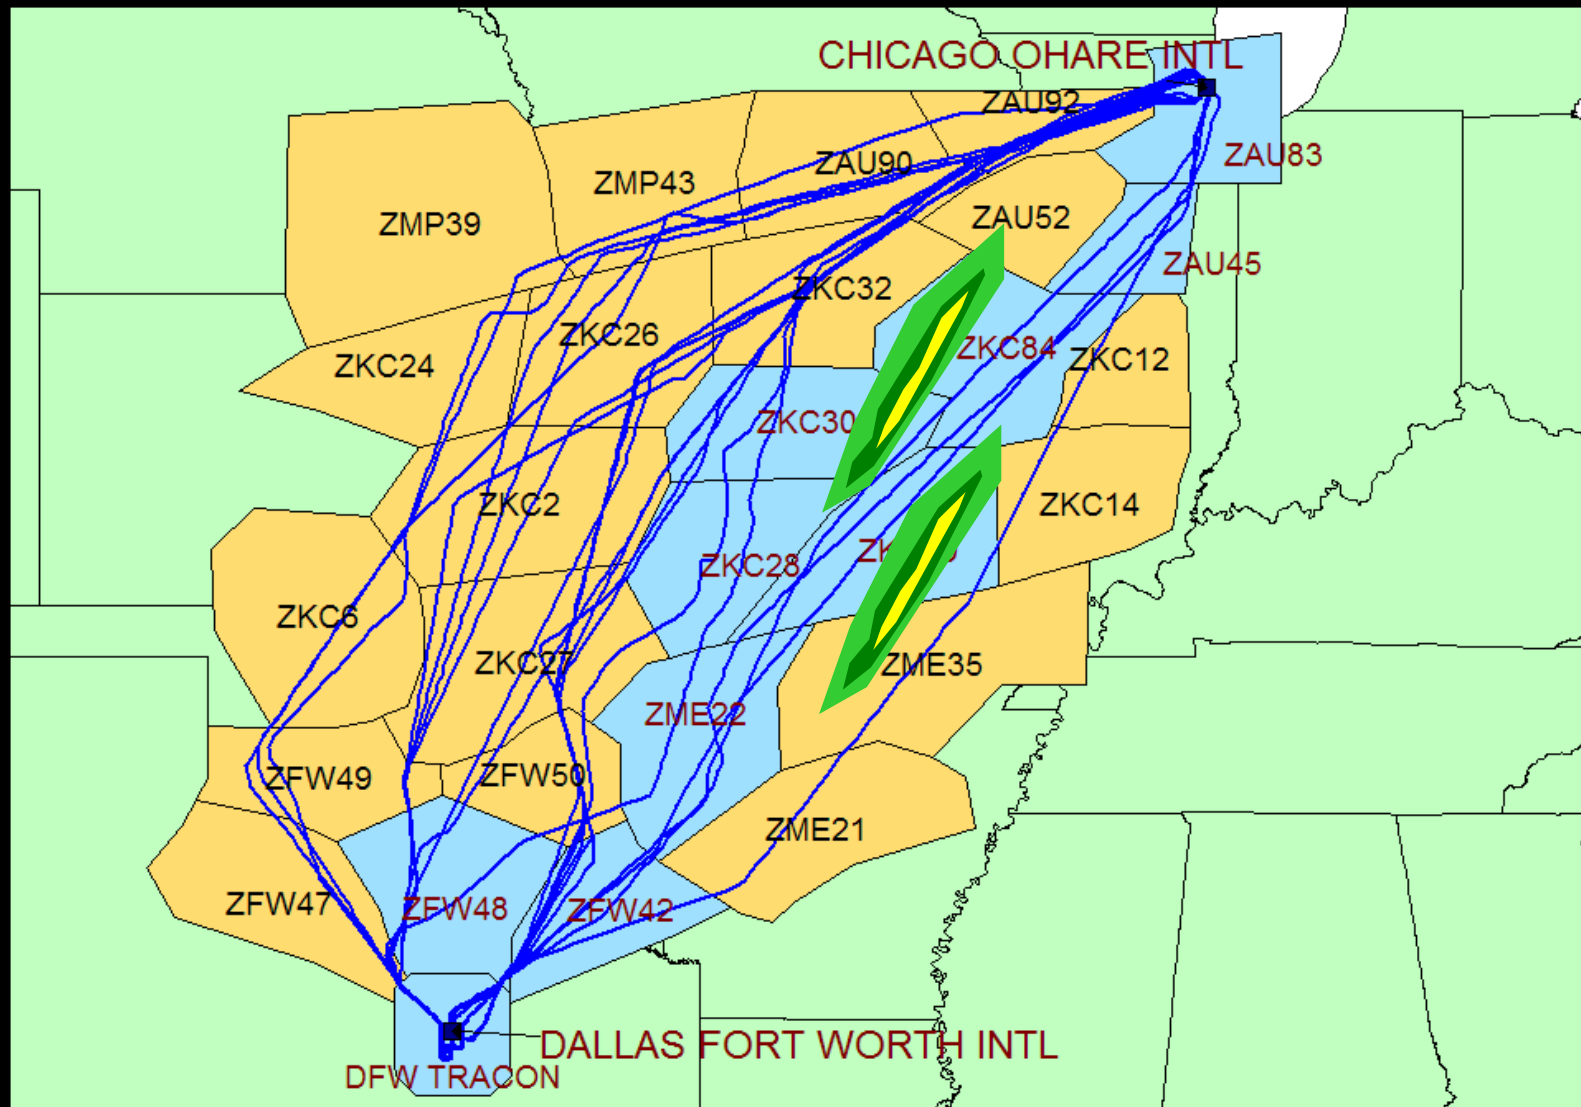 CHICAGO OHARE INTL
ZAU92
ZAU83
ZAU90
ZMP43
ZMP39
ZAU52
ZAU45
ZKC32
ZKC26
ZKC84
ZKC12
ZKC24
ZKC30
ZKC2
ZKC14
ZKC28
ZKC6
ZKC27
ZME35
ZME22
ZFW49
ZFW50
ZME21
ZFW47
ZFW48
ZFW42
DALLAS FORT WORTH INTL
DFW TRACON